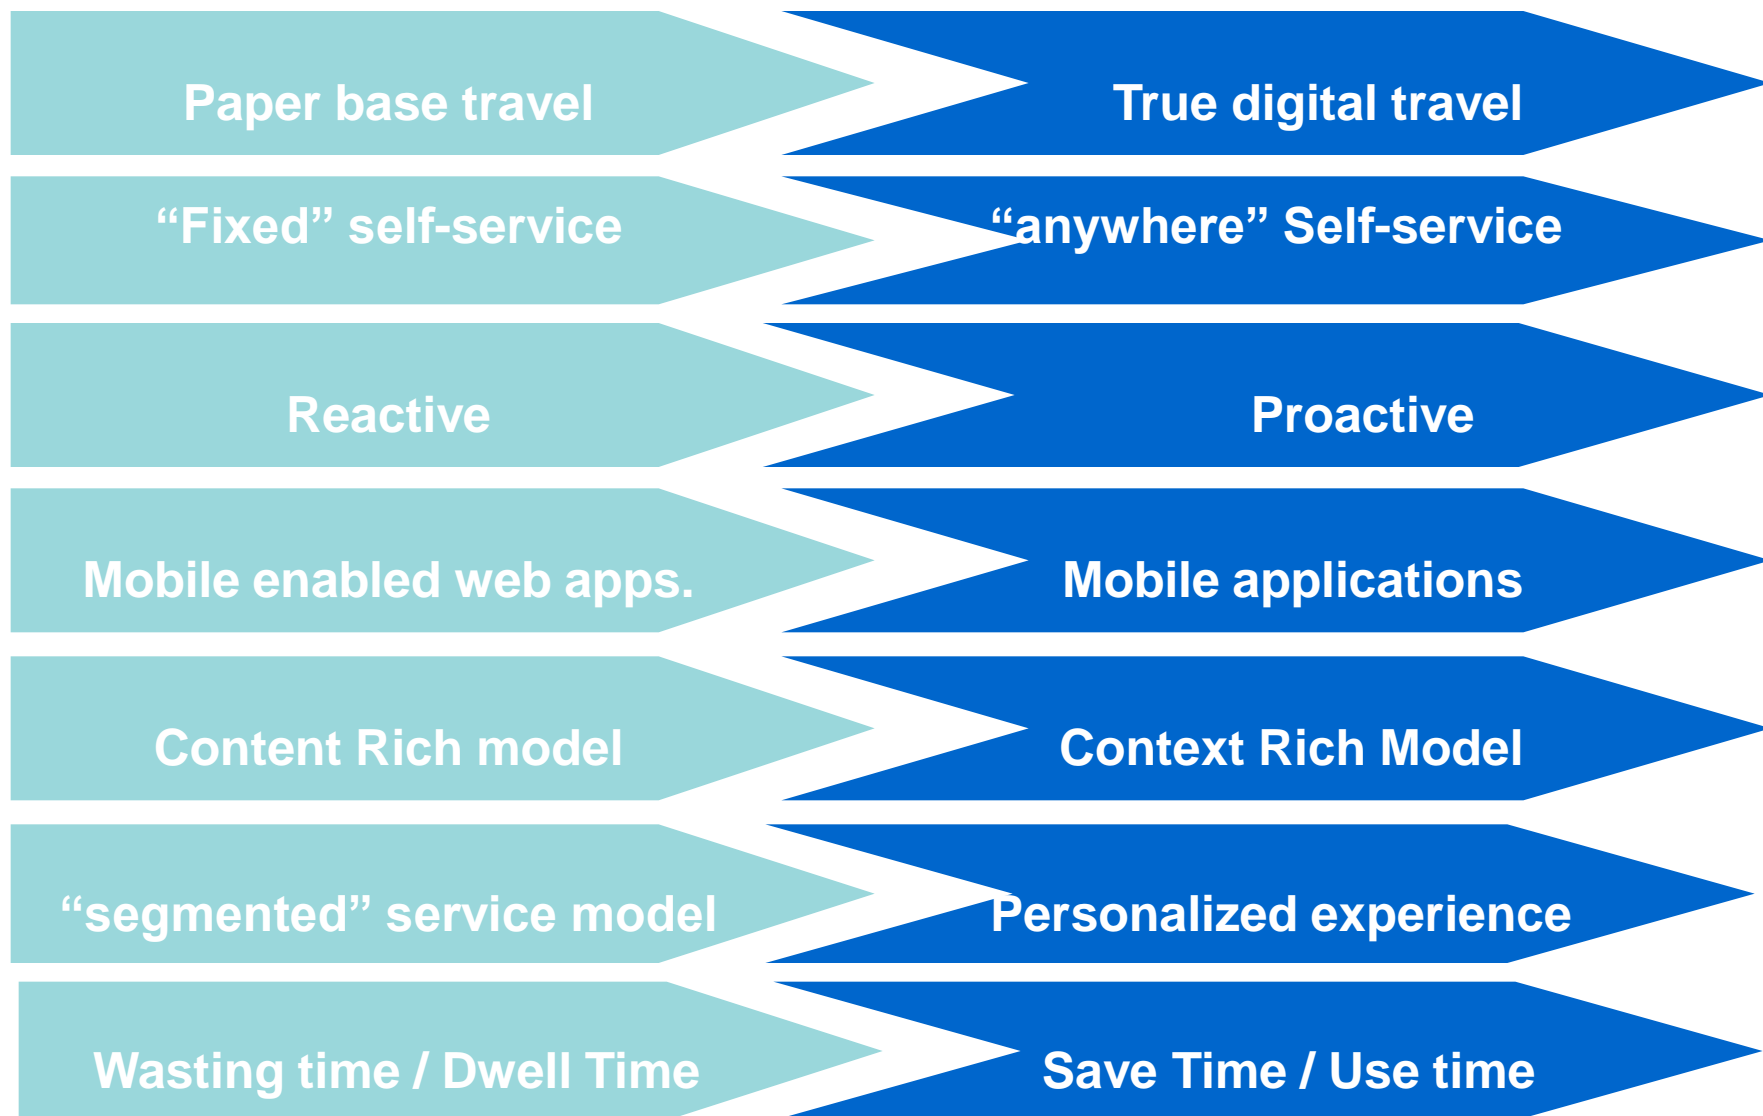 Paper base travel
True digital travel
“Fixed” self-service
“anywhere” Self-service
Reactive
Proactive
Mobile enabled web apps.
Mobile applications
Content Rich model
Context Rich Model
“segmented” service model
Personalized experience
Wasting time / Dwell Time
Save Time / Use time